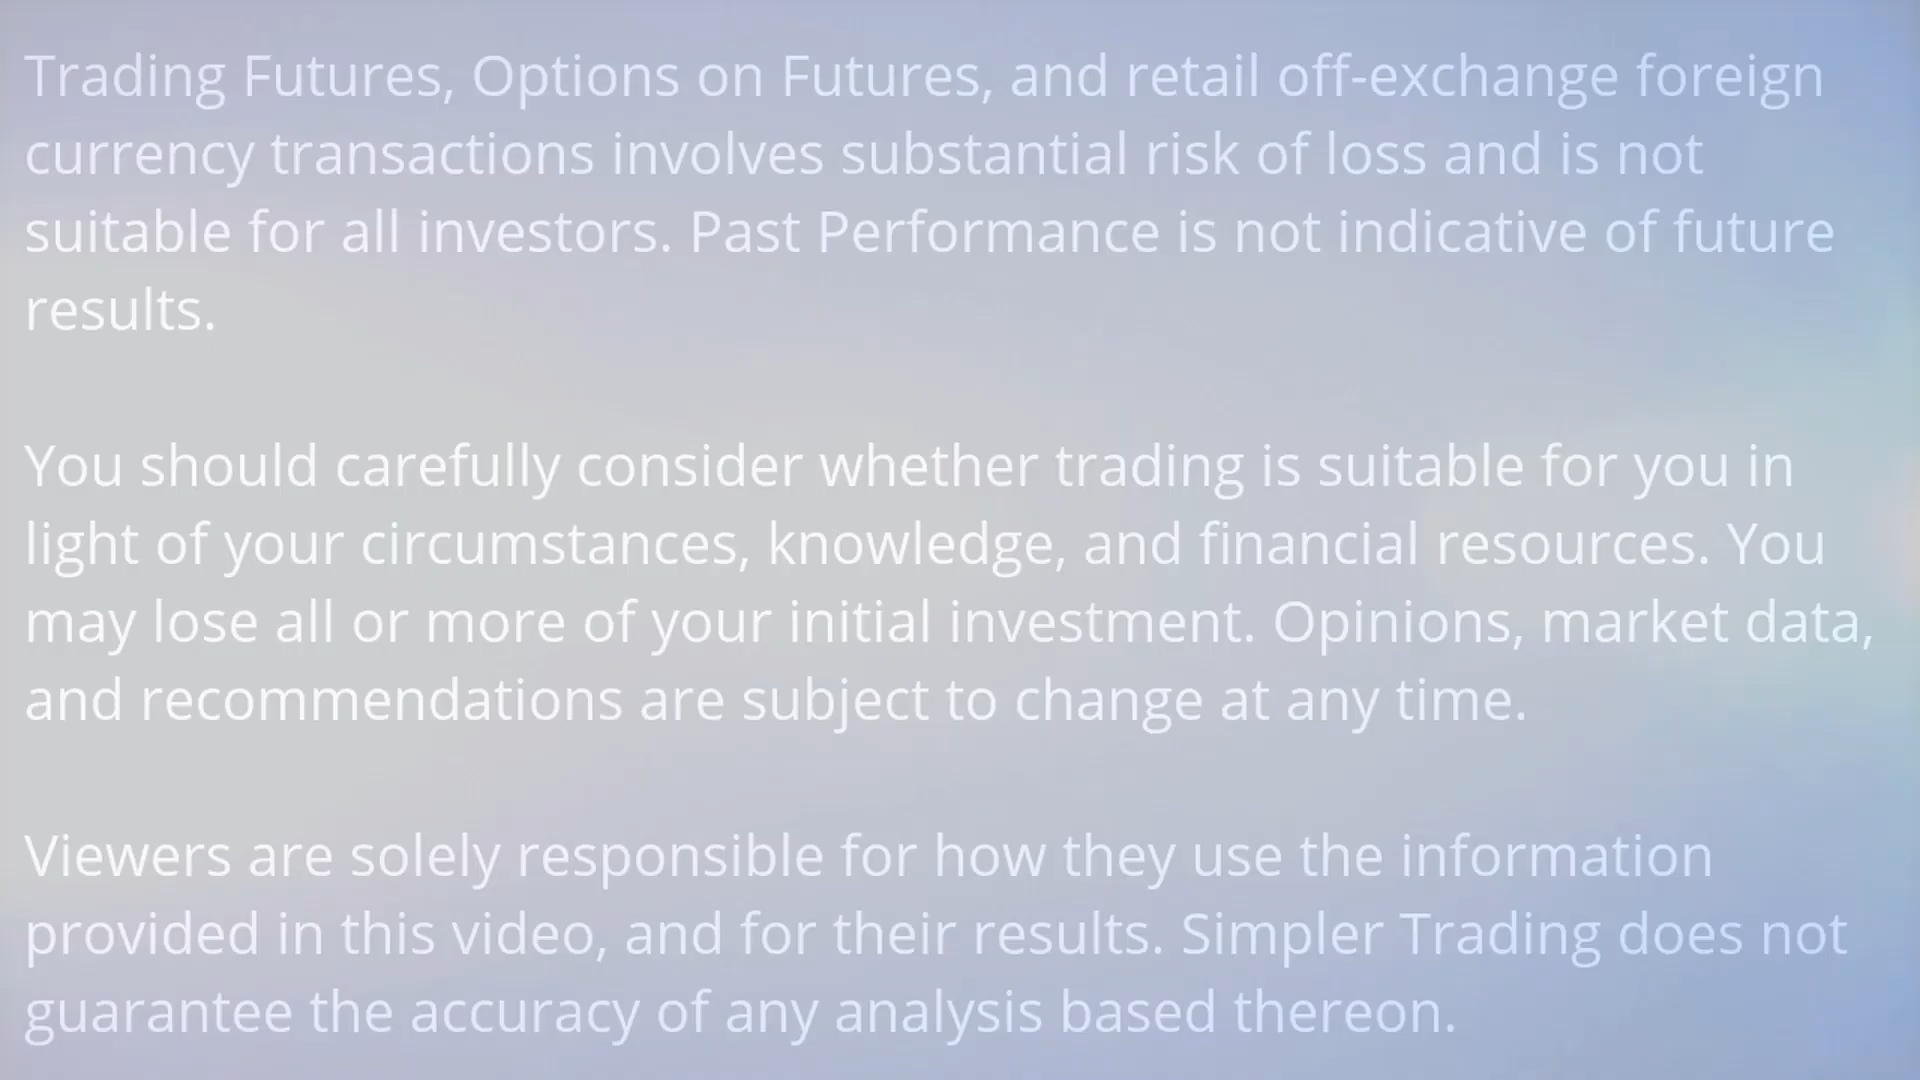 Trading Futures, Options on Futures, and retail off-exchange foreign
currency transactions involves substantial risk of loss and is not
suitable for all investors. Past Performance is not indicative of future
results.
You should carefully consider whether trading is suitable for you in
light of your circumstances, knowledge, and financial resources. You
may lose all or more of your initial investment. Opinions, market data,
and recommendations are subject to change at any time.
Viewers are solely responsible for how they use the information
provided in this video, and for their results. Simpler Trading does not
guarantee the accuracy of any analysis based thereon.